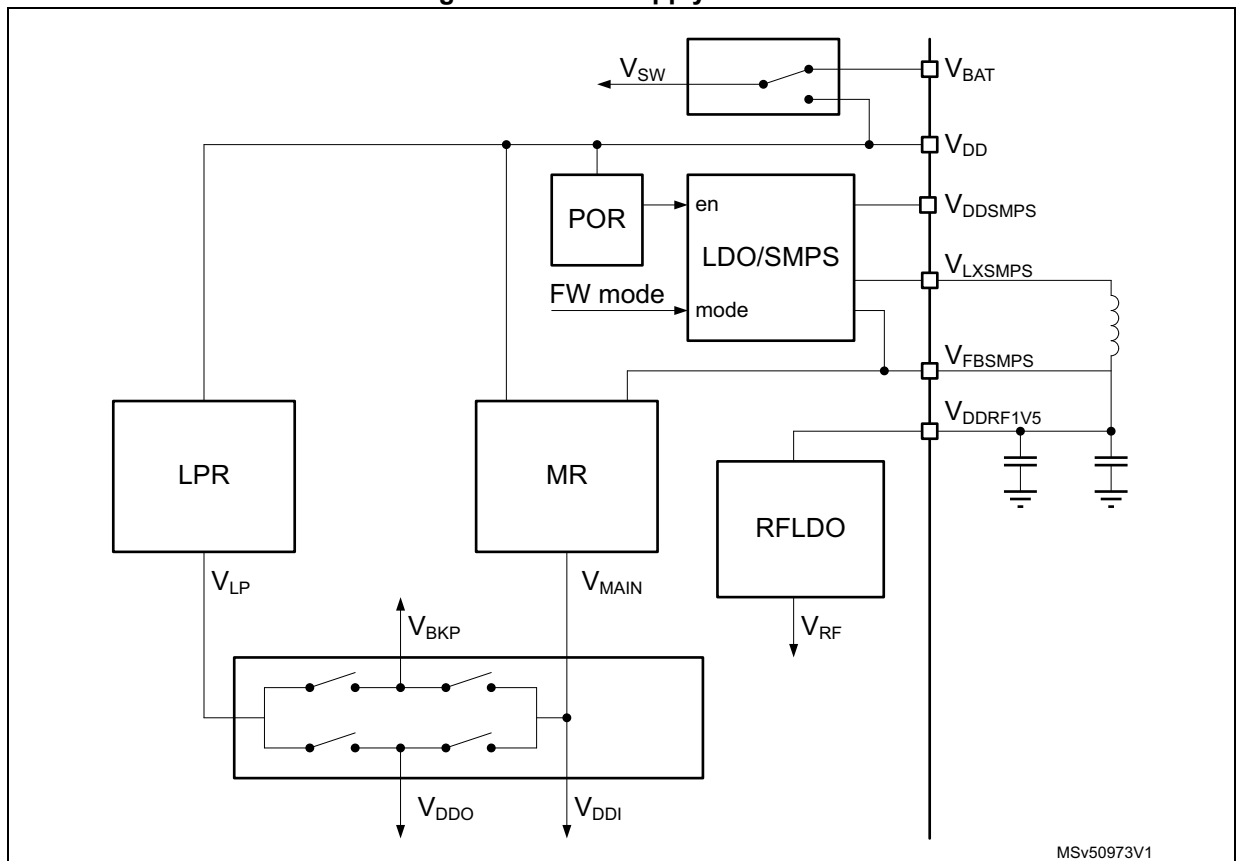 VSW
VBAT
VDD
POR
en
VDDSMPS
LDO/SMPS
VLXSMPS
FW mode
mode
VFBSMPS
VDDRF1V5
LPR
MR
RFLDO
VLP
VMAIN
VBKP
VRF
VDDO
VDDI
MSv50973V1